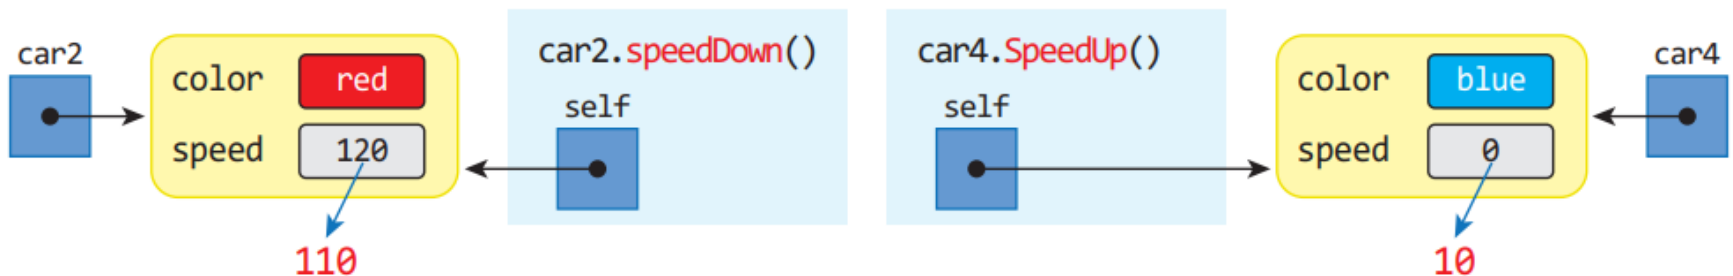 car2
color red
speed 120
110
car2.speedDown()
self
car4.SpeedUp()
self
color blue
speed 0
10
car4